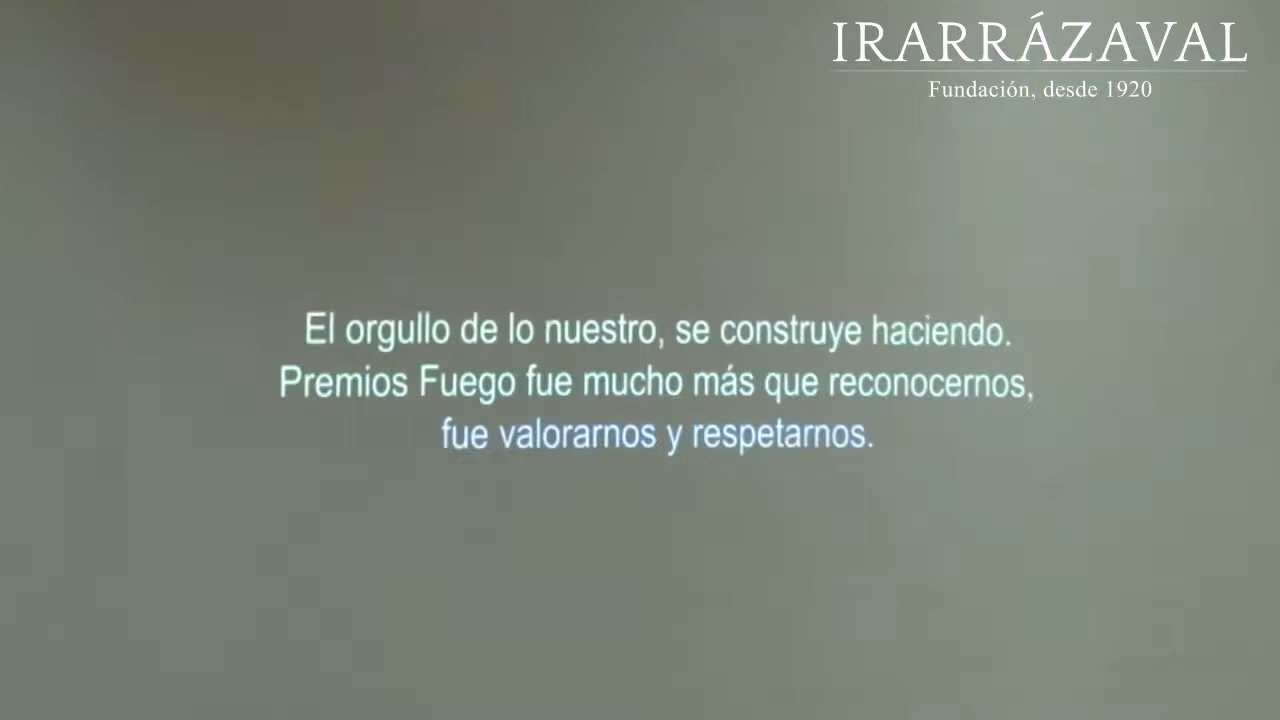 IRARRÁZAVAL
Fundación, desde 1920
El orgullo de lo nuestro, se construye haciendo.
Premios Fuego fue mucho más que reconocernos,
fue valorarnos y respetarnos.